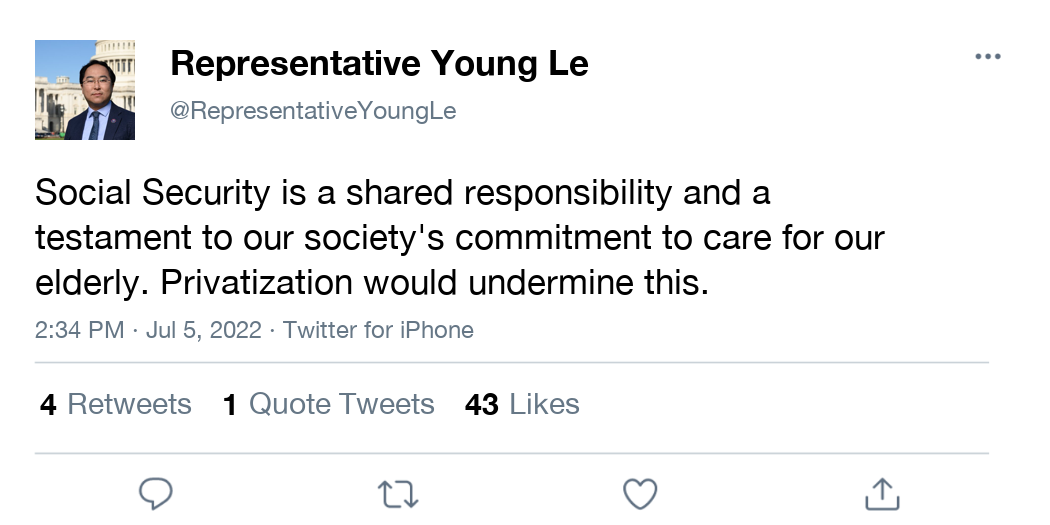 Representative Young Le
@RepresentativeYoungLe
Social Security is a shared responsibility and a
testament to our society's commitment to care for our
elderly. Privatization would undermine this.
2:34 PM · Jul 5, 2022 · Twitter for iPhone
4 Retweets 1 Quote Tweets 43 Likes